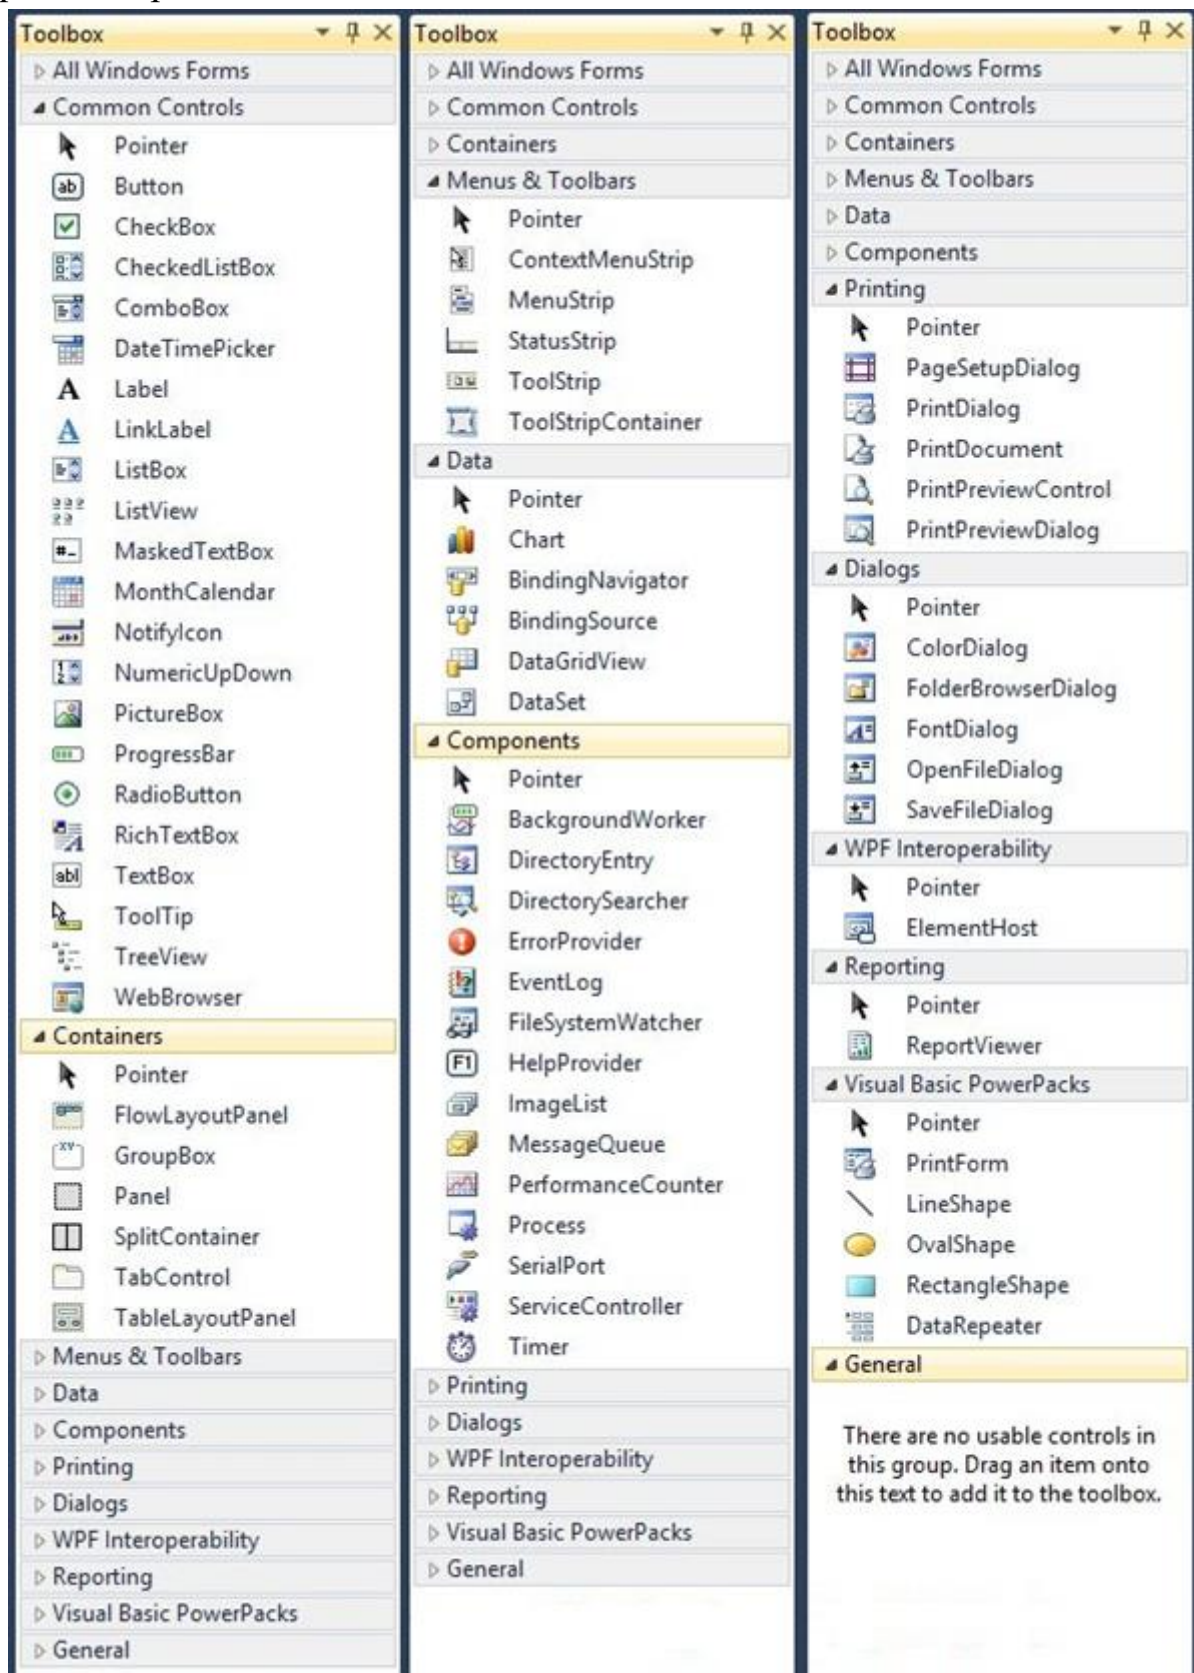 Toolbox
All Windows Forms
Common Controls
Pointer
Button
CheckBox
CheckedListBox
ComboBox
DateTimePicker
Label
LinkLabel
ListBox
ListView
MaskedTextBox
MonthCalendar
NotifyIcon
NumericUpDown
PictureBox
ProgressBar
RadioButton
RichTextBox
TextBox
ToolTip
TreeView
WebBrowser
Containers
Pointer
FlowLayoutPanel
GroupBox
Panel
SplitContainer
TabControl
TableLayoutPanel
Menus & Toolbars
Data
Components
Printing
Dialogs
WPF Interoperability
Reporting
Visual Basic PowerPacks
General
Toolbox
All Windows Forms
Common Controls
Containers
Menus & Toolbars
Pointer
ContextMenuStrip
MenuStrip
StatusStrip
ToolStrip
ToolStripContainer
Data
Pointer
Chart
BindingNavigator
BindingSource
DataGridView
DataSet
Components
Pointer
BackgroundWorker
DirectoryEntry
DirectorySearcher
ErrorProvider
EventLog
FileSystemWatcher
HelpProvider
ImageList
MessageQueue
PerformanceCounter
Process
SerialPort
ServiceController
Timer
Printing
Dialogs
WPF Interoperability
Reporting
Visual Basic PowerPacks
General
Toolbox
All Windows Forms
Common Controls
Containers
Menus & Toolbars
Data
Components
Printing
Pointer
PageSetupDialog
PrintDialog
PrintDocument
PrintPreviewControl
PrintPreviewDialog
Dialogs
Pointer
ColorDialog
FolderBrowserDialog
FontDialog
OpenFileDialog
SaveFileDialog
WPF Interoperability
Pointer
ElementHost
Reporting
Pointer
ReportViewer
Visual Basic PowerPacks
Pointer
PrintForm
LineShape
OvalShape
RectangleShape
DataRepeater
General
There are no usable controls in
this group. Drag an item onto
this text to add it to the toolbox.